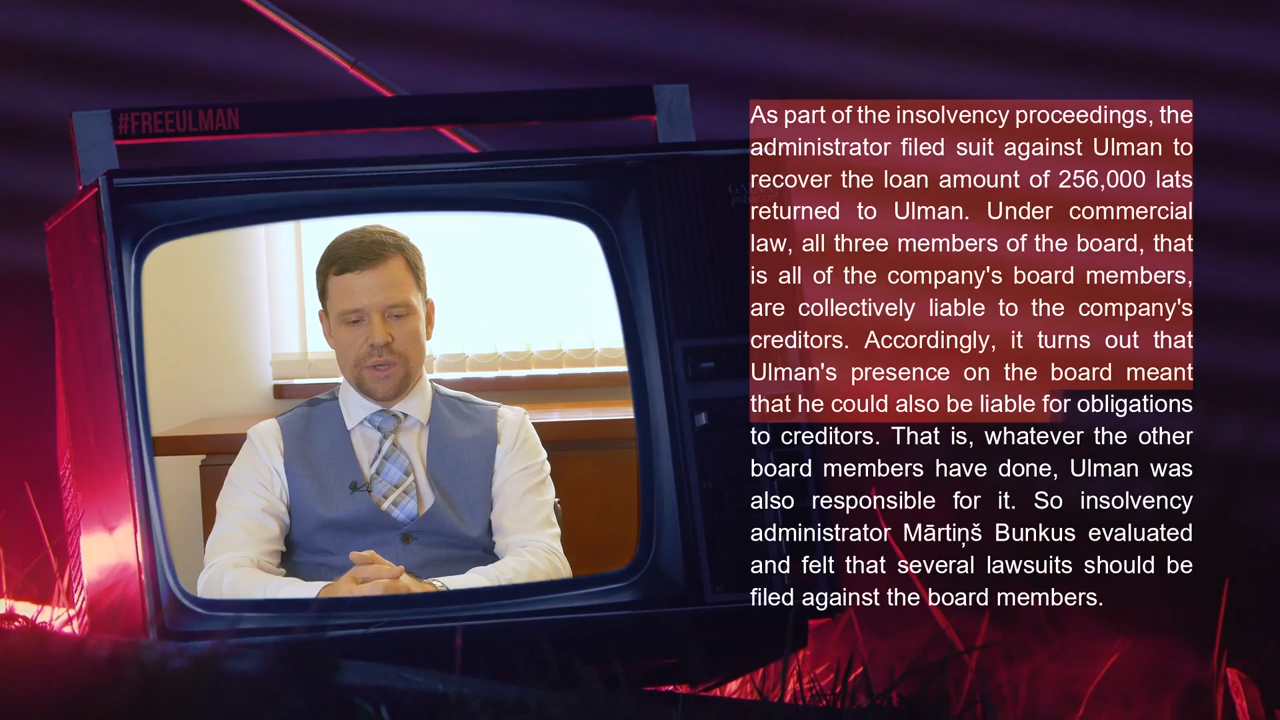 #FREEULMAN
As part of the insolvency proceedings, the
administrator filed suit against Ulman to
recover the loan amount of 256,000 lats
returned to Ulman. Under commercial
law, all three members of the board, that
is all of the company's board members,
are collectively liable to the company's
creditors. Accordingly, it turns out that
Ulman's presence on the board meant
that he could also be liable for obligations
to creditors. That is, whatever the other
board members have done, Ulman was
also responsible for it. So insolvency
administrator Mārtiņš Bunkus evaluated
and felt that several lawsuits should be
filed against the board members.